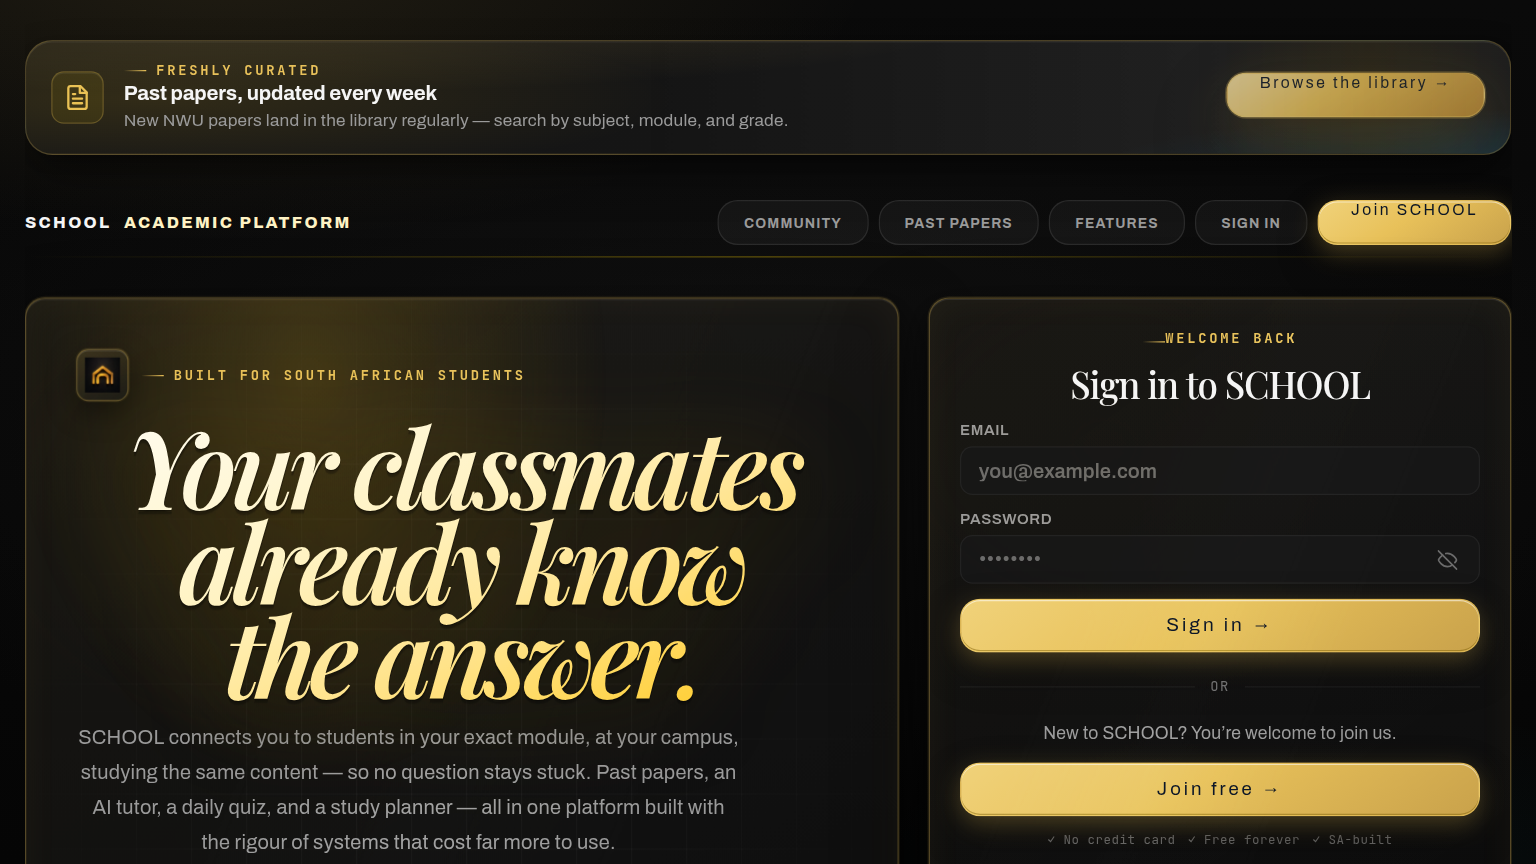 FRESHLY CURATED
Past papers, updated every week
New NWU papers land in the library regularly — search by subject, module, and grade.
Browse the library →
SCHOOL ACADEMIC PLATFORM
COMMUNITY
PAST PAPERS
FEATURES
SIGN IN
Join SCHOOL
BUILT FOR SOUTH AFRICAN STUDENTS
Your classmates
already know
the answer.
SCHOOL connects you to students in your exact module, at your campus,
studying the same content — so no question stays stuck. Past papers, an
AI tutor, a daily quiz, and a study planner — all in one platform built with
the rigour of systems that cost far more to use.
WELCOME BACK
Sign in to SCHOOL
EMAIL
you@example.com
PASSWORD
••••••••
Sign in →
OR
New to SCHOOL? You’re welcome to join us.
Join free →
✓ No credit card ✓ Free forever ✓ SA-built